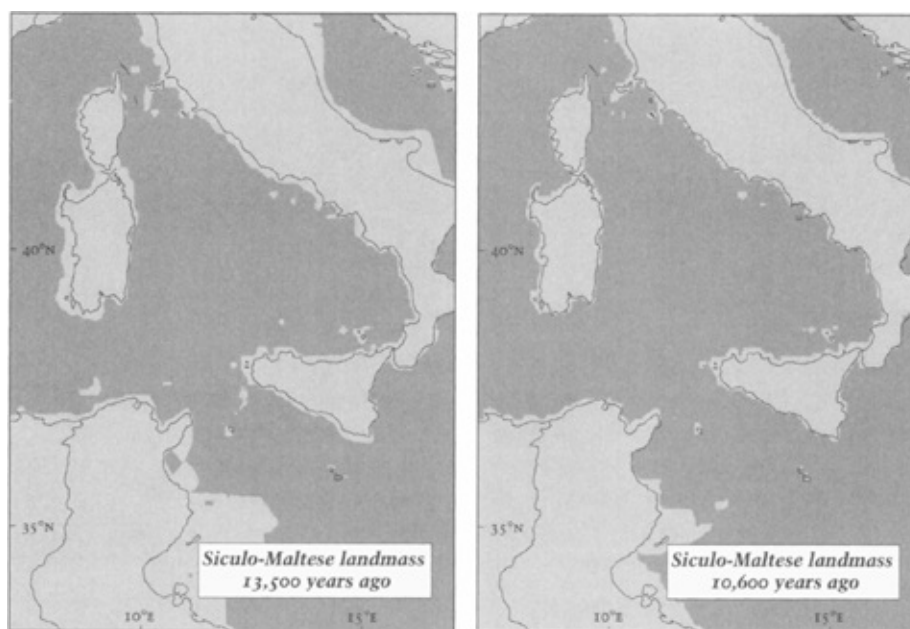 40°N
35°N
Siculo-Maltese landmass
13,500 years ago
10°E
15°E
40°N
35°N
Siculo-Maltese landmass
10,600 years ago
10°E
15°E